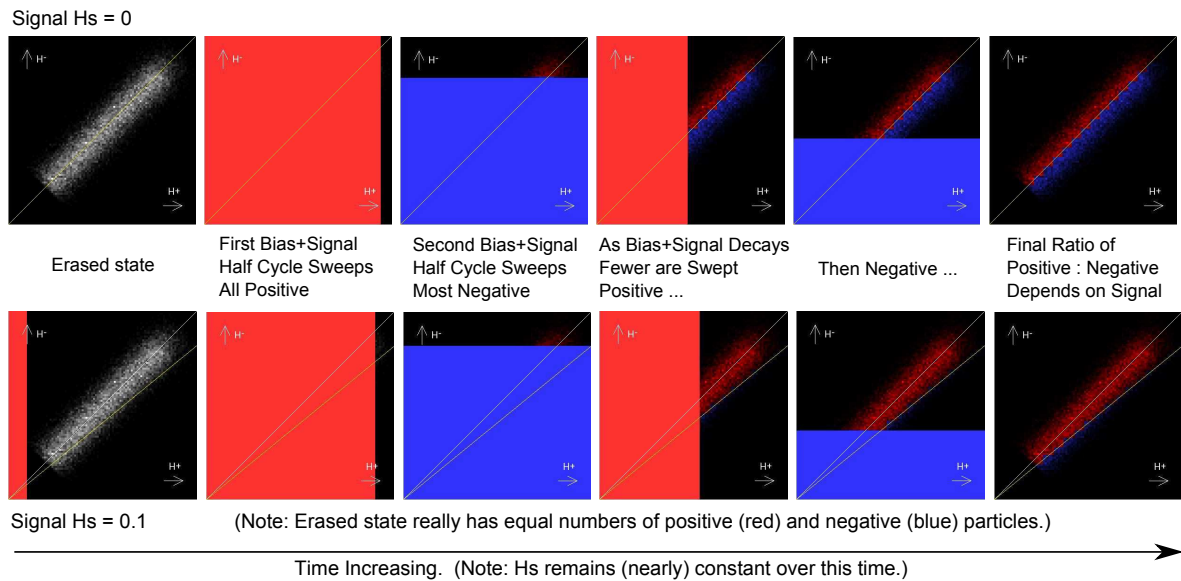 Signal Hs = 0
H-
H+
H-
H+
H-
H+
H-
H+
H-
H+
H-
H+
Erased state
First Bias+Signal
Half Cycle Sweeps
All Positive
Second Bias+Signal
Half Cycle Sweeps
Most Negative
As Bias+Signal Decays
Fewer are Swept
Positive ...
Then Negative ...
Final Ratio of
Positive : Negative
Depends on Signal
H-
H+
H-
H+
H-
H+
H-
H+
H-
H+
H-
H+
Signal Hs = 0.1
(Note: Erased state really has equal numbers of positive (red) and negative (blue) particles.)
Time Increasing. (Note: Hs remains (nearly) constant over this time.)